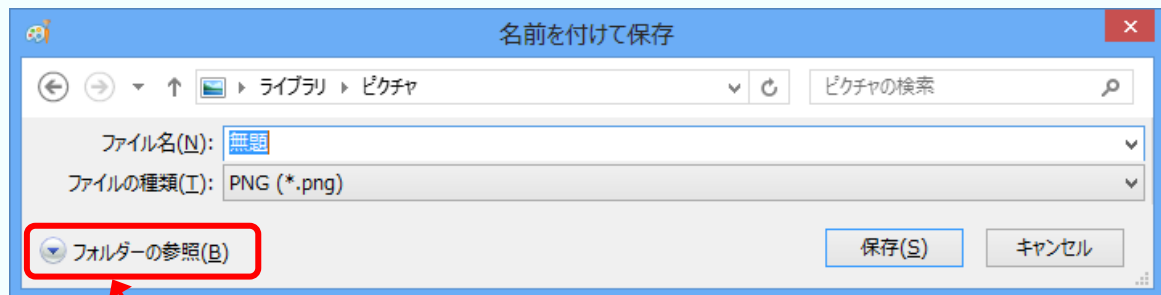 名前を付けて保存
ライブラリ ピクチャ ピクチャの検索
ファイル名(N): 無題
ファイルの種類(T): PNG (*.png)
フォルダーの参照(B) 保存(S) キャンセル